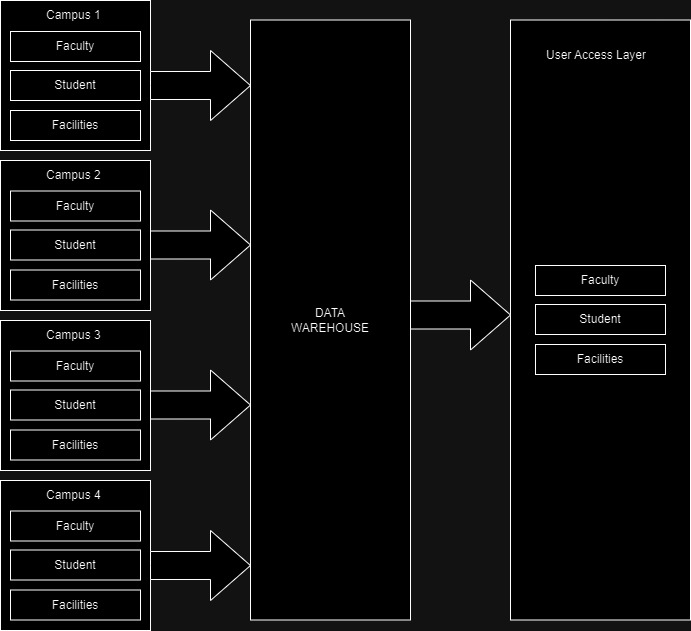 Campus 1
Faculty
Student
Facilities
Campus 2
Faculty
Student
Facilities
Campus 3
Faculty
Student
Facilities
Campus 4
Faculty
Student
Facilities
DATA
WAREHOUSE
User Access Layer
Faculty
Student
Facilities